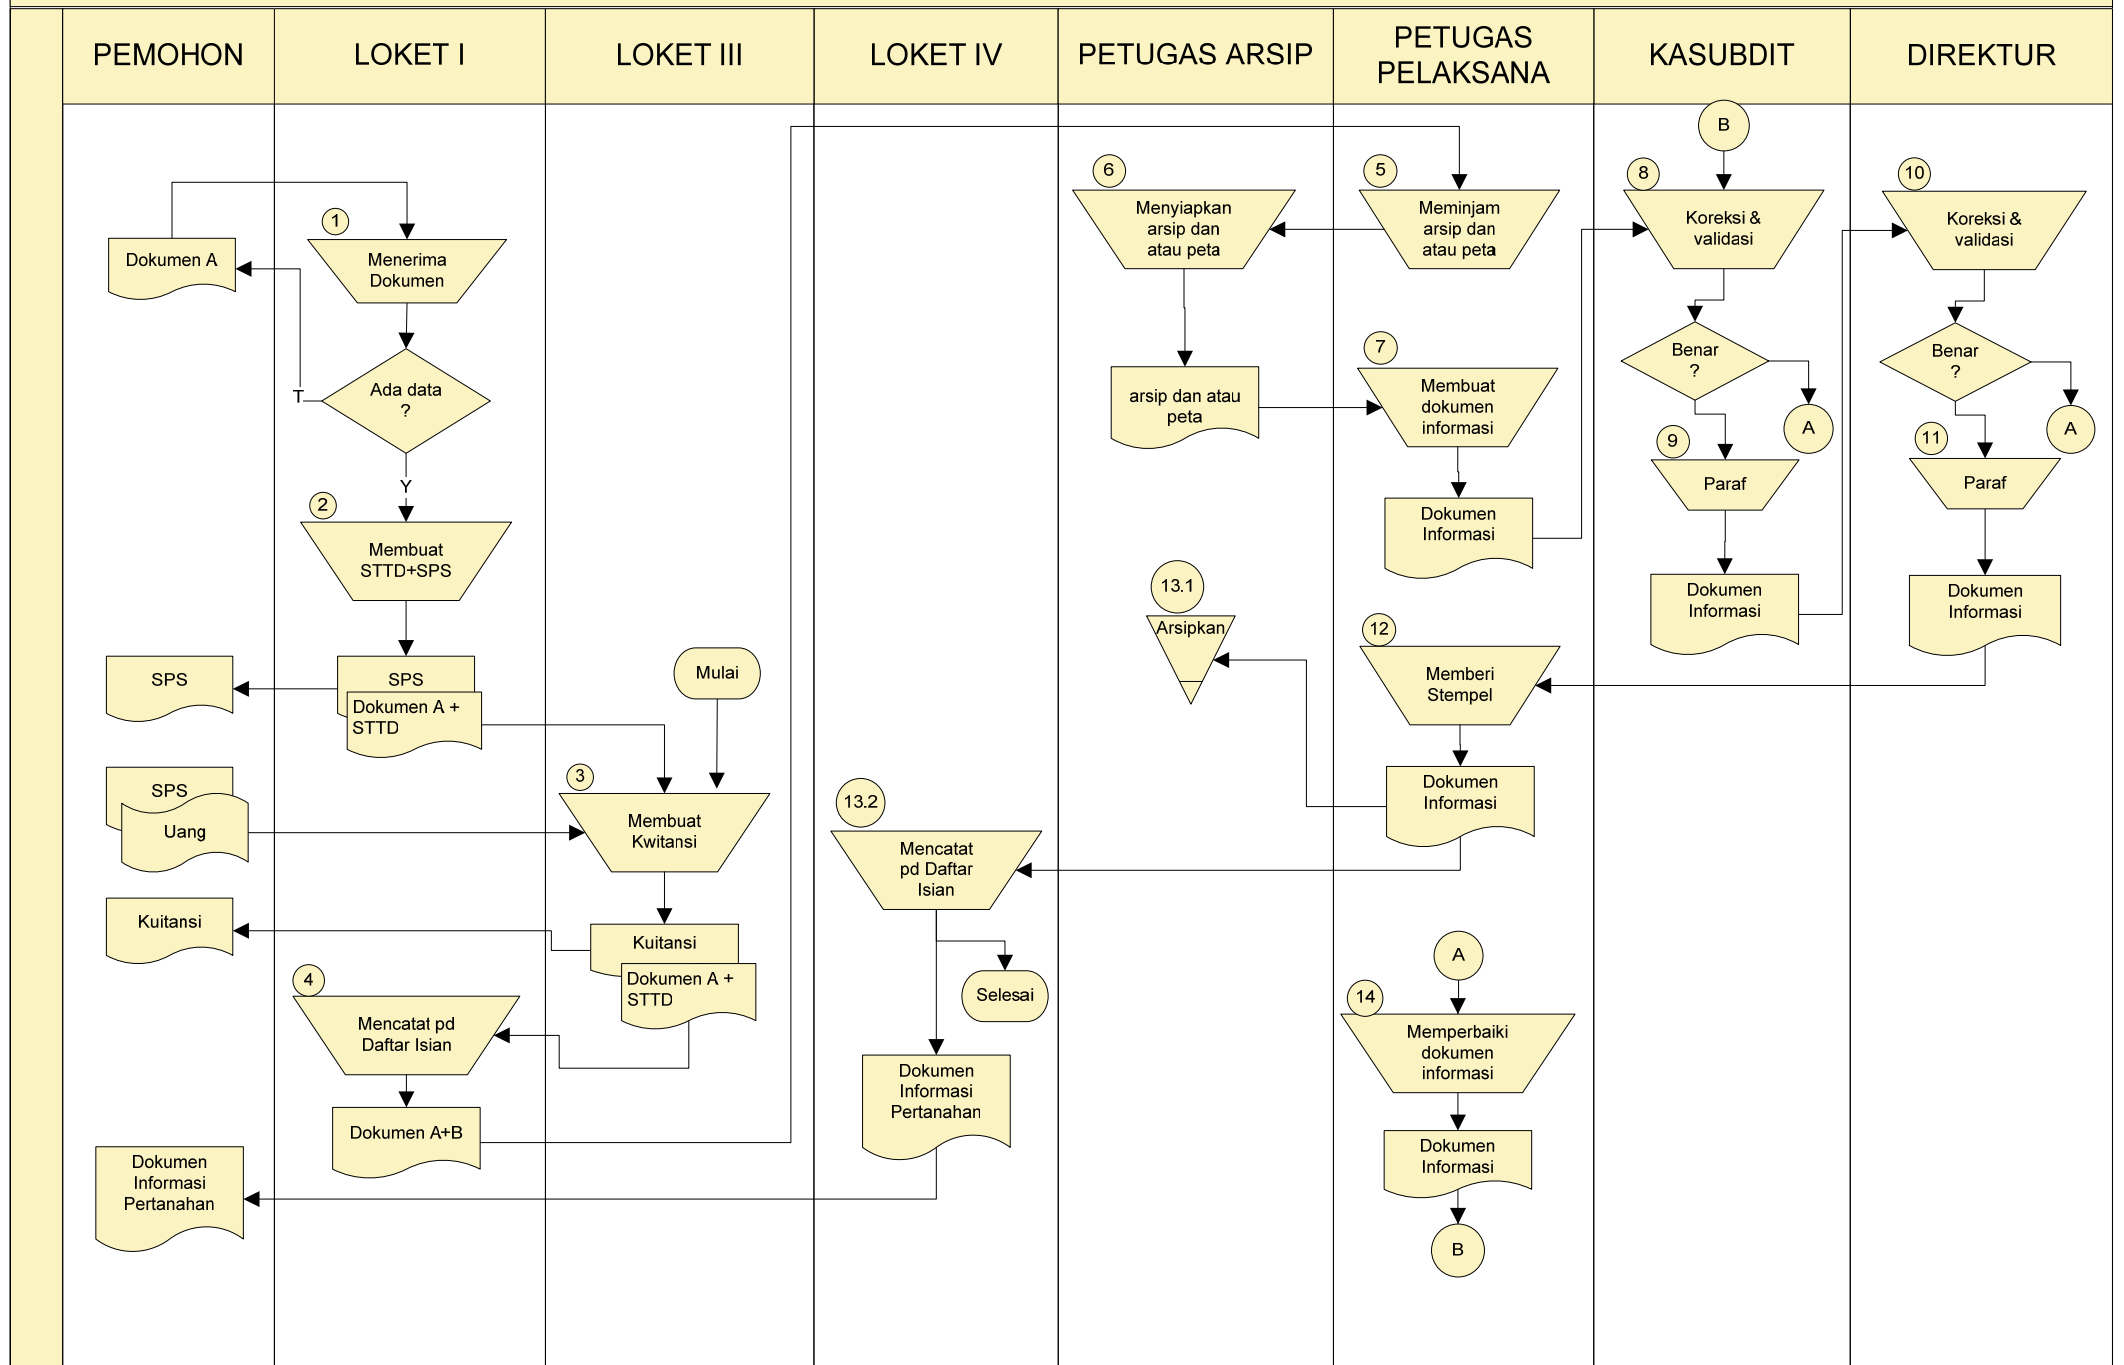 PEMOHON
LOKET I
LOKET III
LOKET IV
PETUGAS ARSIP
PETUGAS
PELAKSANA
KASUBDIT
DIREKTUR
Dokumen A
1
Menerima
Dokumen
Ada data
?
T
Y
2
Membuat
STTD+SPS
SPS
Dokumen A +
STTD
SPS
SPS
Uang
Kuitansi
Mulai
3
Membuat
Kwitansi
Kuitansi
Dokumen A +
STTD
4
Mencatat pd
Daftar Isian
Dokumen A+B
Dokumen
Informasi
Pertanahan
13.2
Mencatat
pd Daftar
Isian
Selesai
Dokumen
Informasi
Pertanahan
6
Menyiapkan
arsip dan
atau peta
arsip dan atau
peta
13.1
Arsipkan
5
Meminjam
arsip dan
atau peta
7
Membuat
dokumen
informasi
Dokumen
Informasi
12
Memberi
Stempel
Dokumen
Informasi
A
14
Memperbaiki
dokumen
informasi
Dokumen
Informasi
B
B
8
Koreksi &
validasi
Benar
?
A
9
Paraf
Dokumen
Informasi
10
Koreksi &
validasi
Benar
?
A
11
Paraf
Dokumen
Informasi